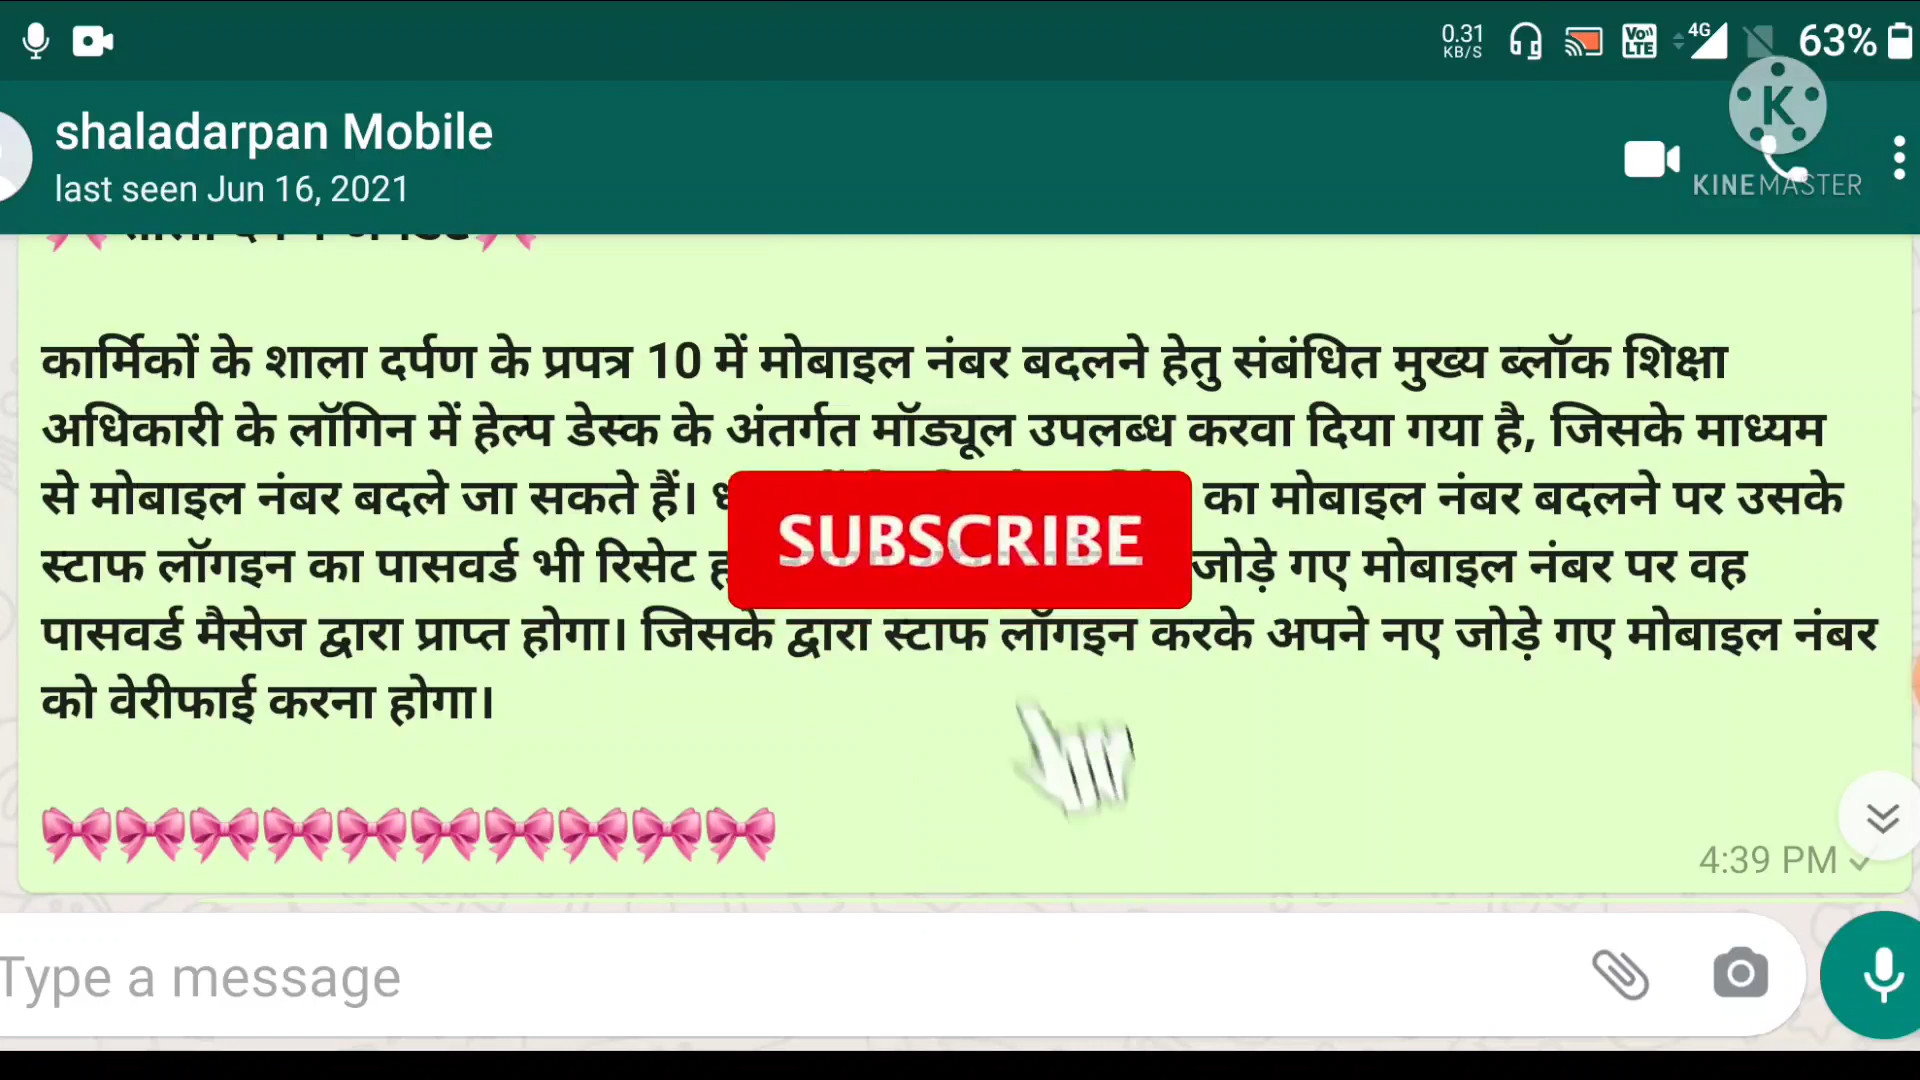 0.31
KB/S
Vo))
LTE
4G
63%
K
KINEMASTER
shaladarpan Mobile
last seen Jun 16, 2021
कार्मिकों के शाला दर्पण के प्रपत्र 10 में मोबाइल नंबर बदलने हेतु संबंधित मुख्य ब्लॉक शिक्षा
अधिकारी के लॉगिन में हेल्प डेस्क के अंतर्गत मॉड्यूल उपलब्ध करवा दिया गया है, जिसके माध्यम
से मोबाइल नंबर बदले जा सकते हैं। का मोबाइल नंबर बदलने पर उसके
स्टाफ लॉगइन का पासवर्ड भी रिसेट जोड़े गए मोबाइल नंबर पर वह
SUBSCRIBE
पासवर्ड मैसेज द्वारा प्राप्त होगा। जिसके द्वारा स्टाफ लॉगइन करके अपने नए जोड़े गए मोबाइल नंबर
को वेरीफाई करना होगा।
4:39 PM
Type a message